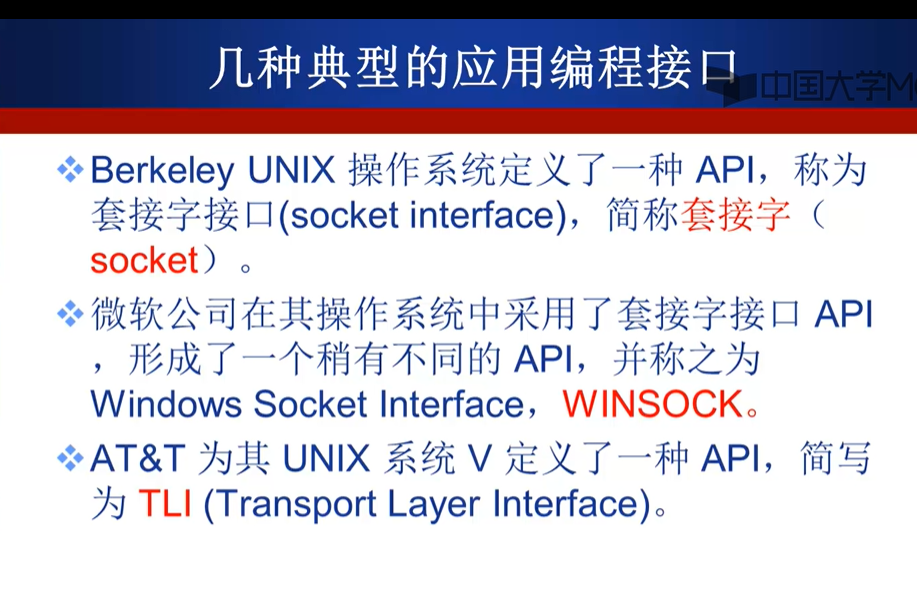 几种典型的应用编程接口
中国大学M
Berkeley UNIX 操作系统定义了一种 API，称为
套接字接口(socket interface)，简称套接字（
socket）。
微软公司在其操作系统中采用了套接字接口 API
，形成了一个稍有不同的 API，并称之为
Windows Socket Interface，WINSOCK。
AT&T 为其 UNIX 系统 V 定义了一种 API，简写
为 TLI (Transport Layer Interface)。